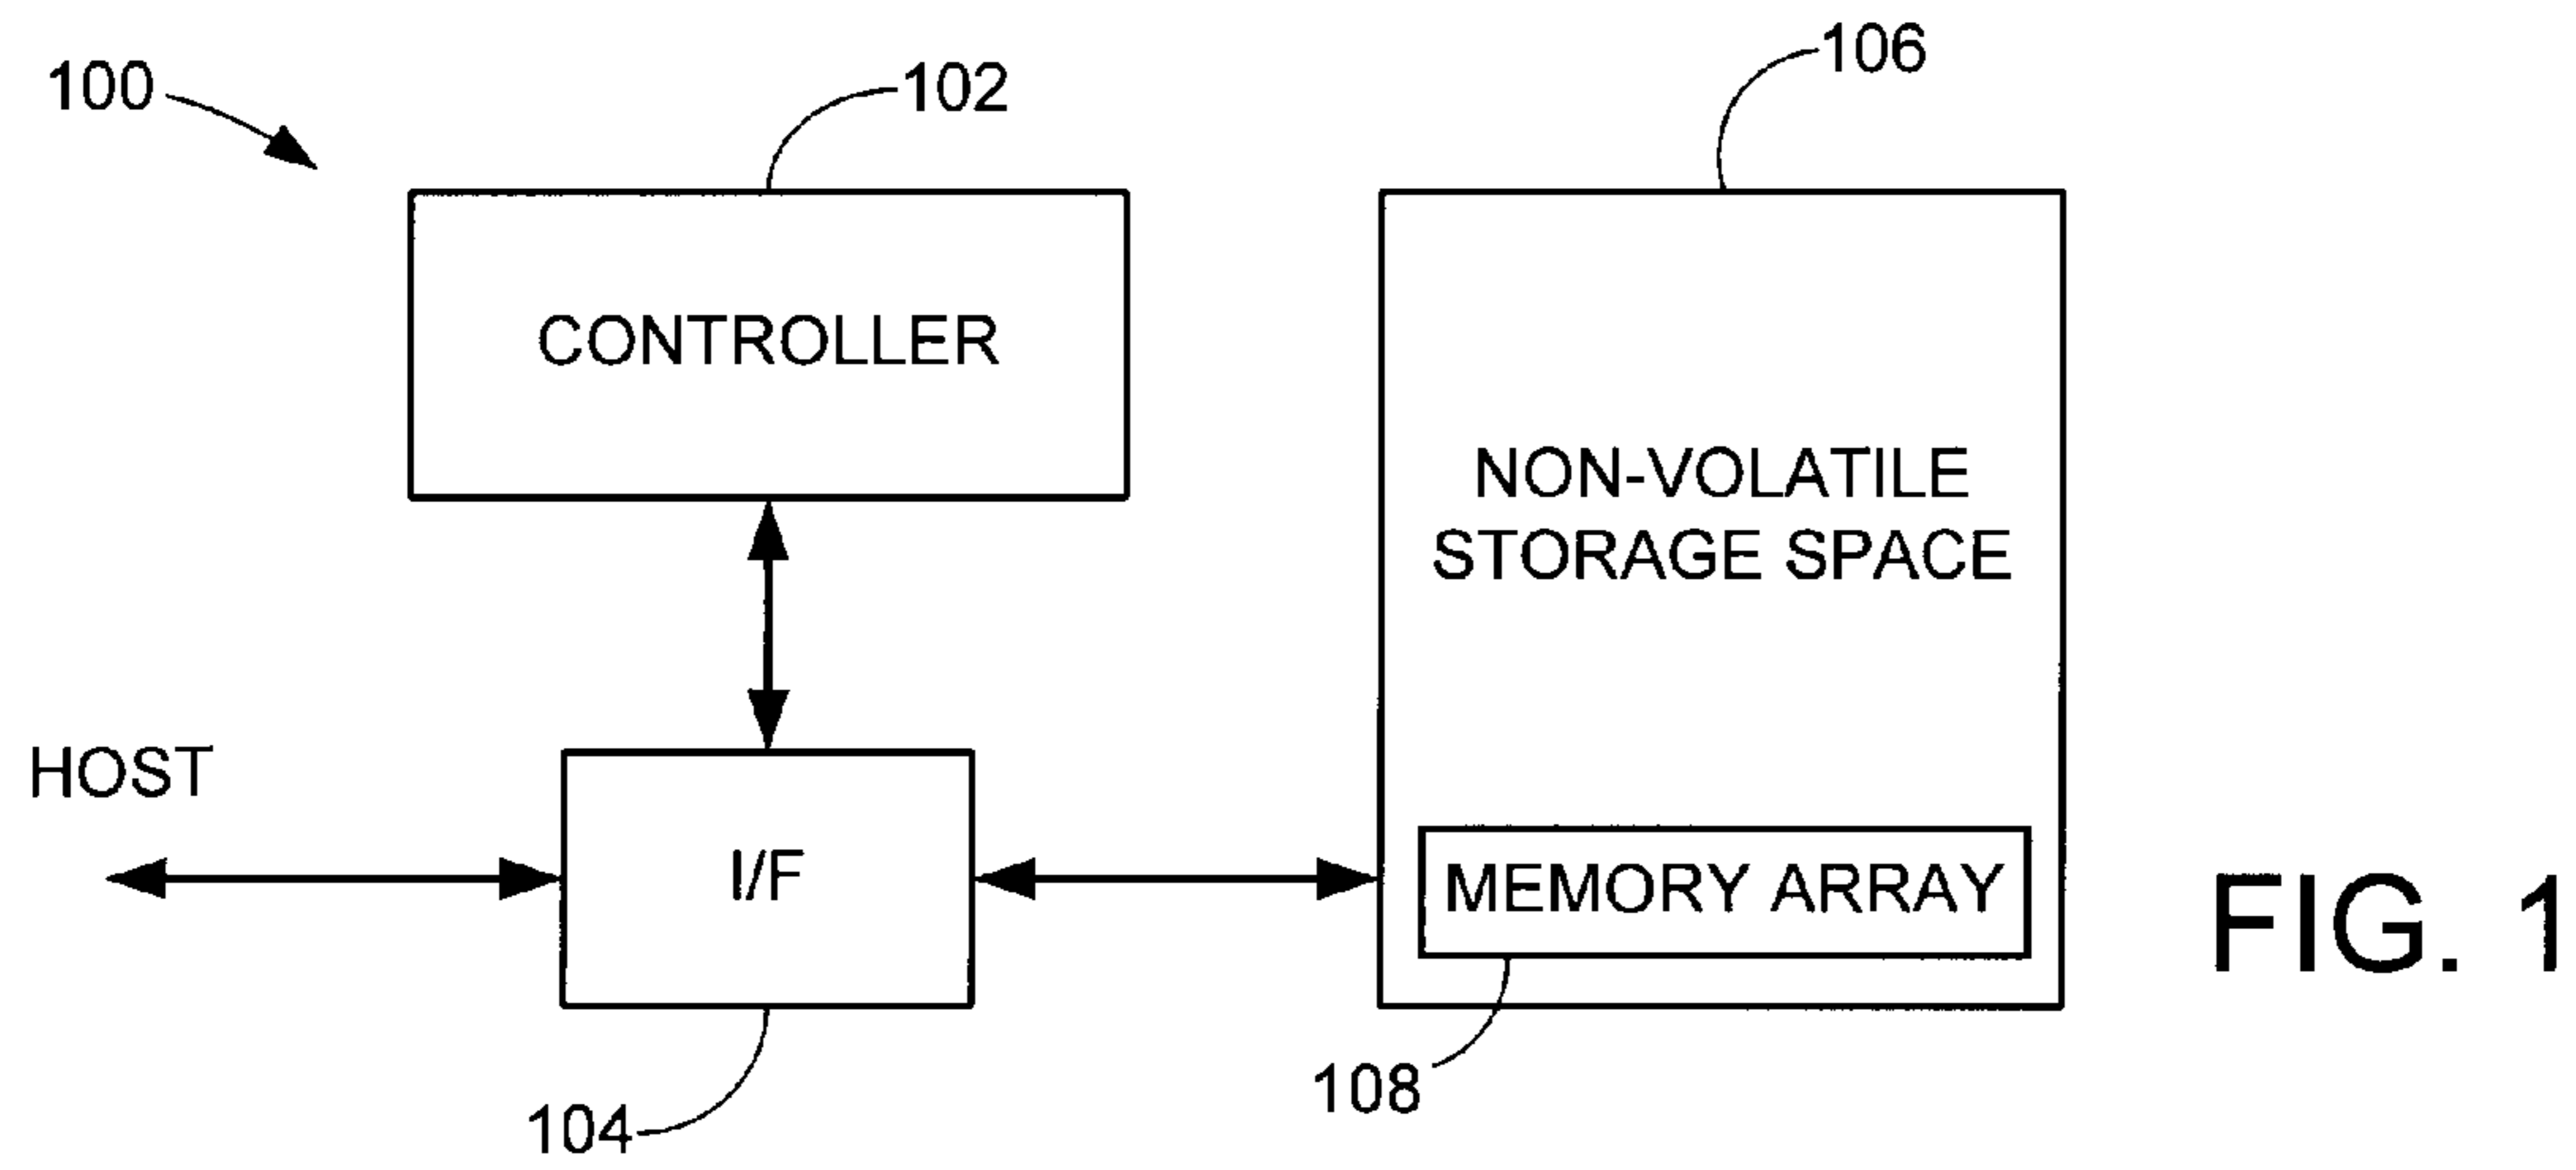 100
102
106
CONTROLLER
NON-VOLATILE
STORAGE SPACE
HOST
I/F
MEMORY ARRAY
108
104
FIG. 1